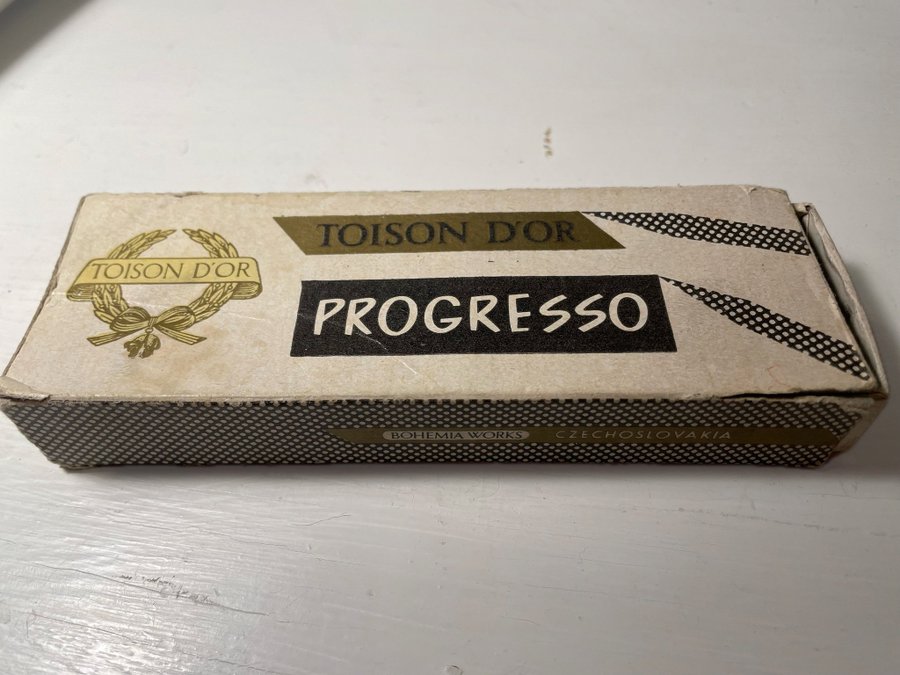 TOISON D'OR
TOISON D'OR
PROGRESSO
BOHEMIA WORKS CZECHOSLOVAKIA